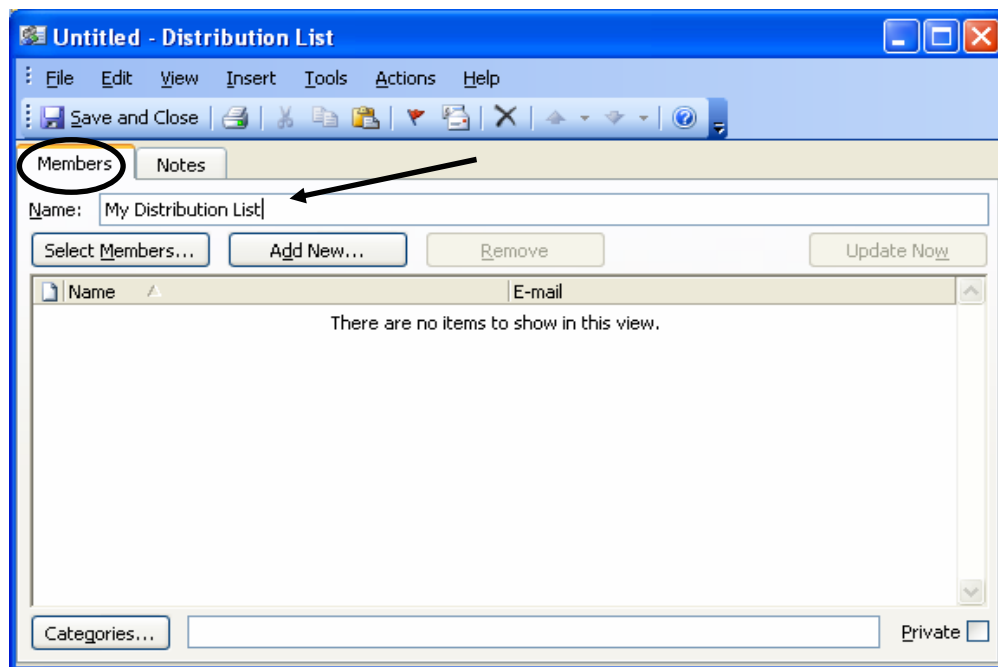 Untitled - Distribution List
File Edit View Insert Tools Actions Help
Save and Close
Members Notes
Name: My Distribution List
Select Members... Add New... Remove Update Now
Name E-mail
There are no items to show in this view.
Categories... Private